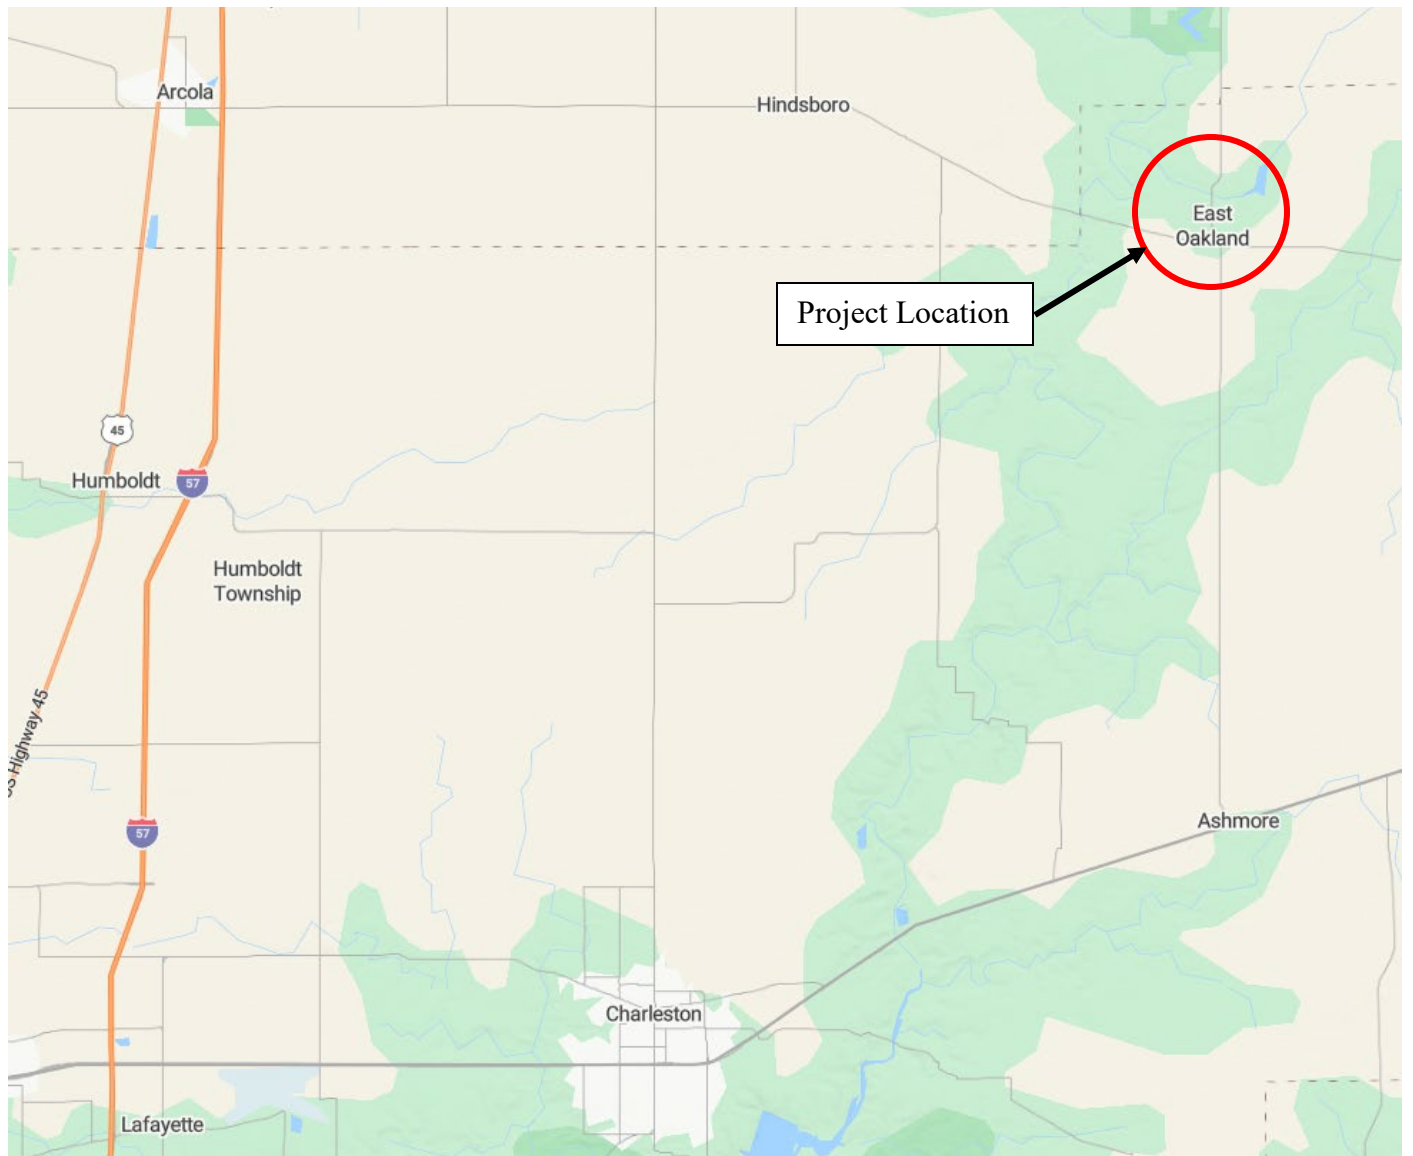 Arcola
Hindsboro
East
Oakland
Project Location
45
Humboldt
57
Humboldt
Township
Highway 45
57
Ashmore
Charleston
Lafayette